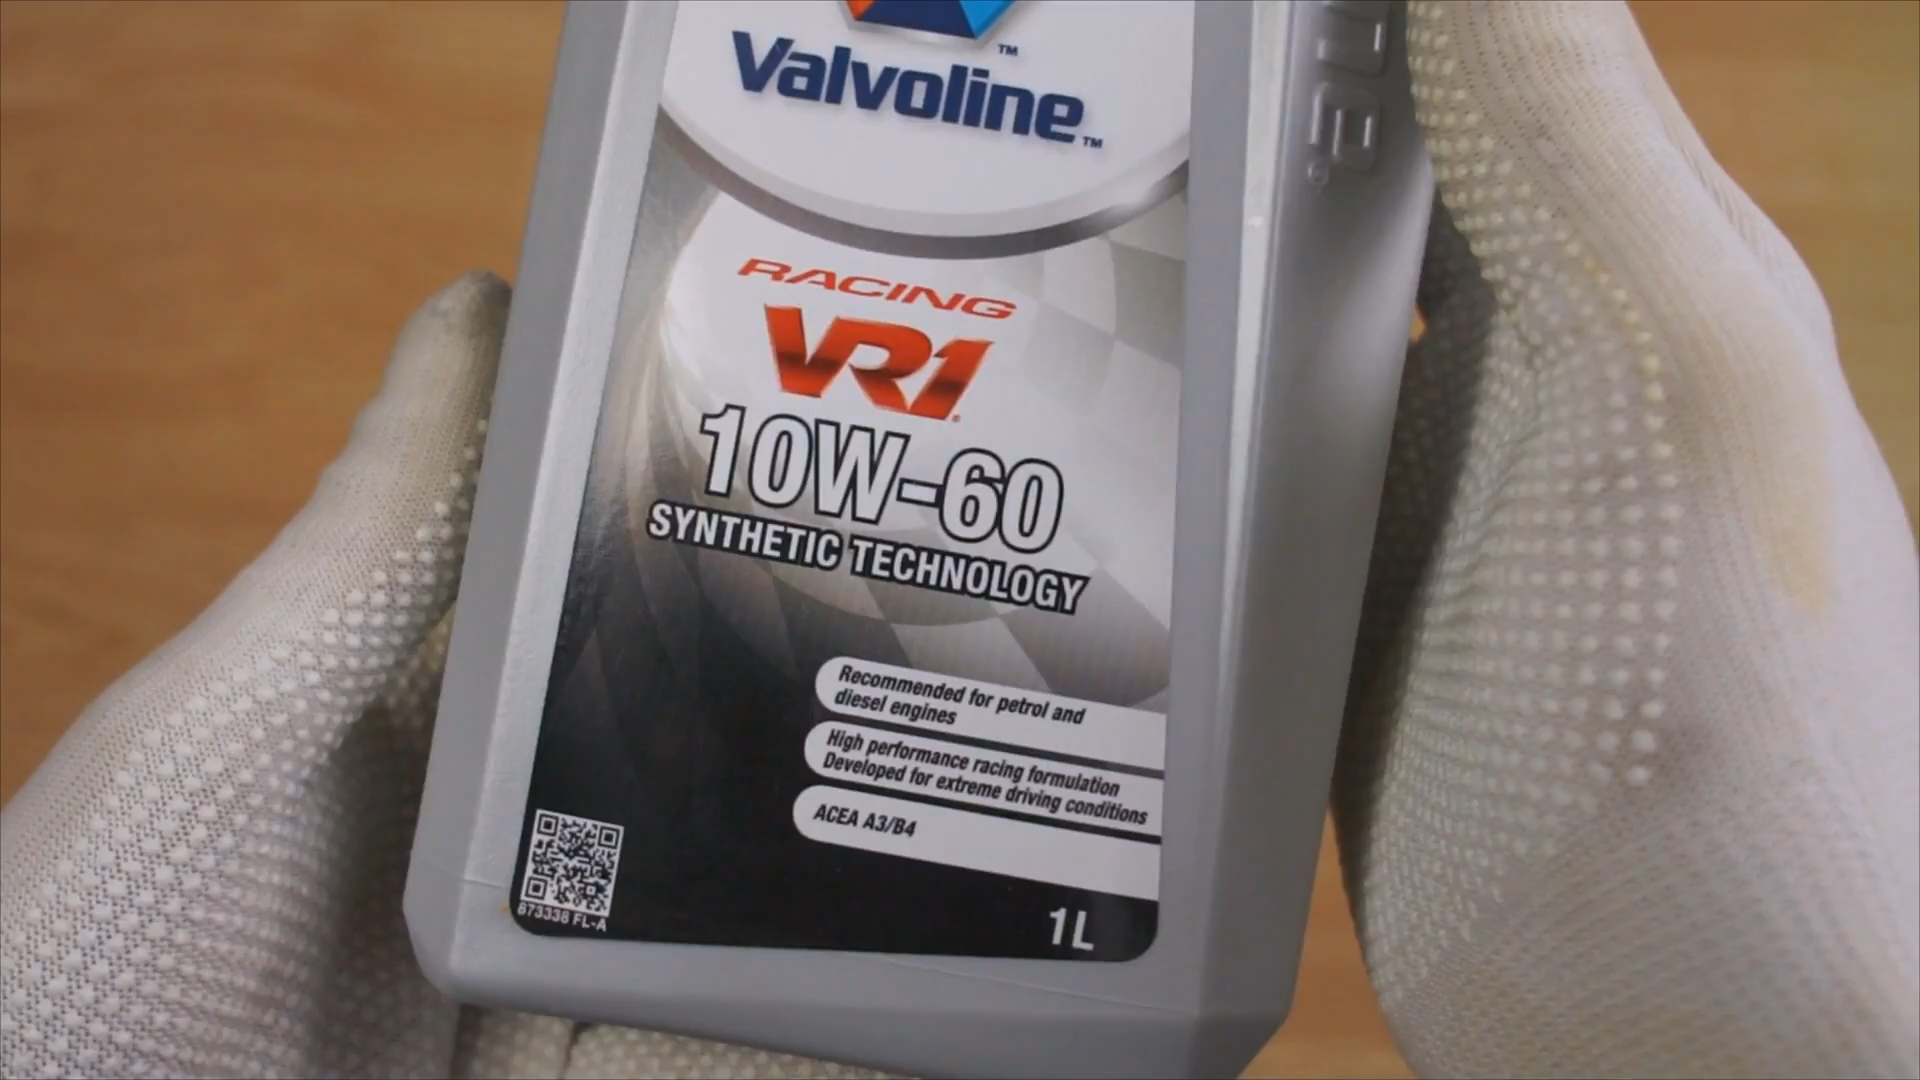 Valvoline™
RACING
VR1®
10W-60
SYNTHETIC TECHNOLOGY
Recommended for petrol and
diesel engines
High performance racing formulation
Developed for extreme driving conditions
ACEA A3/B4
873338 FL-A
1L